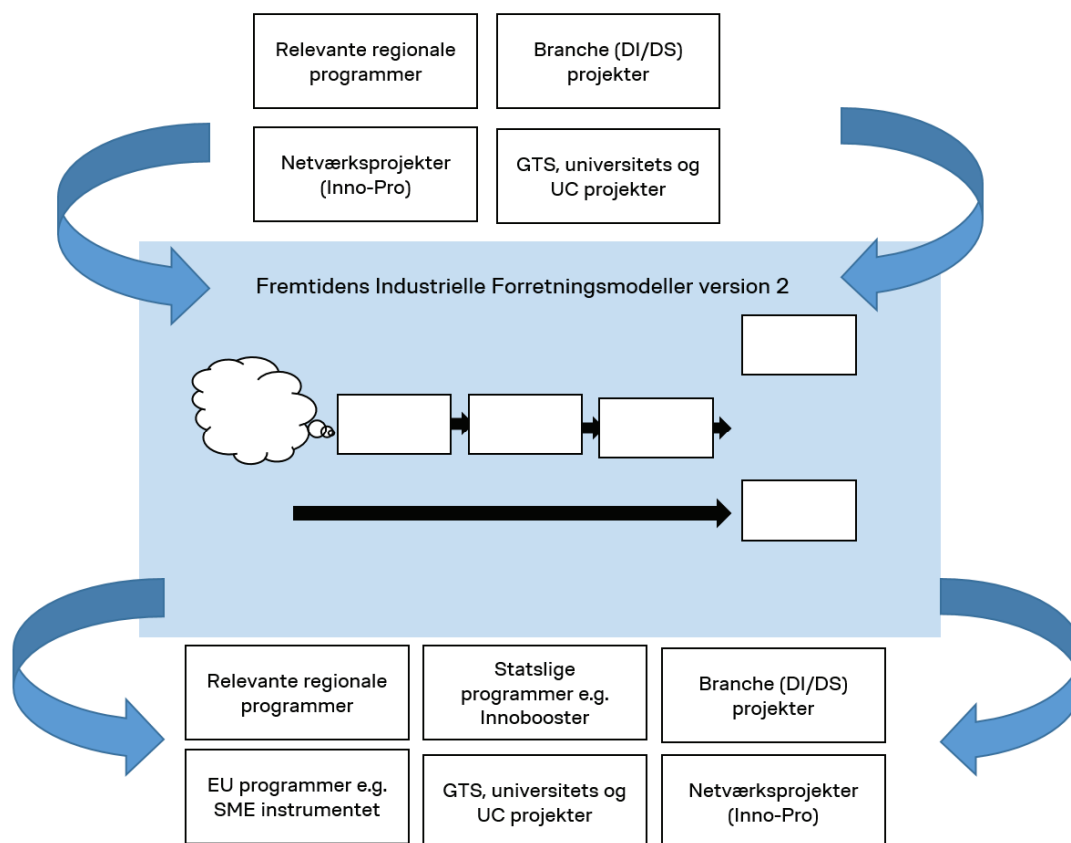 Relevante regionale
programmer
Branche (DI/DS)
projekter
Netværksprojekter
(Inno-Pro)
GTS, universitets og
UC projekter
Fremtidens Industrielle Forretningsmodeller version 2
Relevante regionale
programmer
Statslige
programmer e.g.
Innobooster
Branche (DI/DS)
projekter
EU programmer e.g.
SME instrumentet
GTS, universitets og
UC projekter
Netværksprojekter
(Inno-Pro)